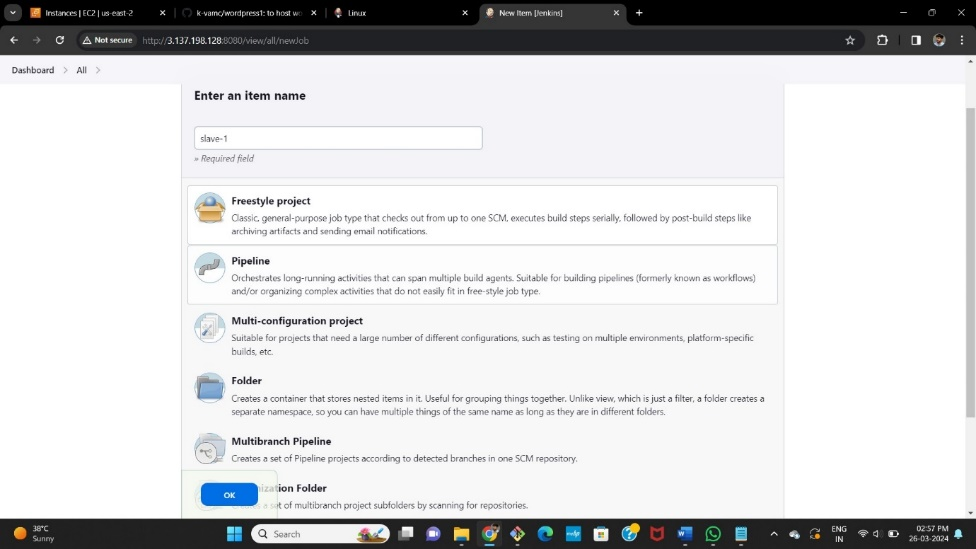 Instances | EC2 | us-east-2
k-vamc/wordpress1: to host wo
Linux
New Item [Jenkins]
Not secure
http://3.137.198.128:8080/view/all/newJob
Dashboard
All
Enter an item name
slave-1
» Required field
Freestyle project
Classic, general-purpose job type that checks out from up to one SCM, executes build steps serially, followed by post-build steps like
archiving artifacts and sending email notifications.
Pipeline
Orchestrates long-running activities that can span multiple build agents. Suitable for building pipelines (formerly known as workflows)
and/or organizing complex activities that do not easily fit in free-style job type.
Multi-configuration project
Suitable for projects that need a large number of different configurations, such as testing on multiple environments, platform-specific
builds, etc.
Folder
Creates a container that stores nested items in it. Useful for grouping things together. Unlike view, which is just a filter, a folder creates a
separate namespace, so you can have multiple things of the same name as long as they are in different folders.
Multibranch Pipeline
Creates a set of Pipeline projects according to detected branches in one SCM repository.
nization Folder
set of multibranch project subfolders by scanning for repositories.
OK
38°C
Sunny
Search
ENG
IN
02:57 PM
26-03-2024